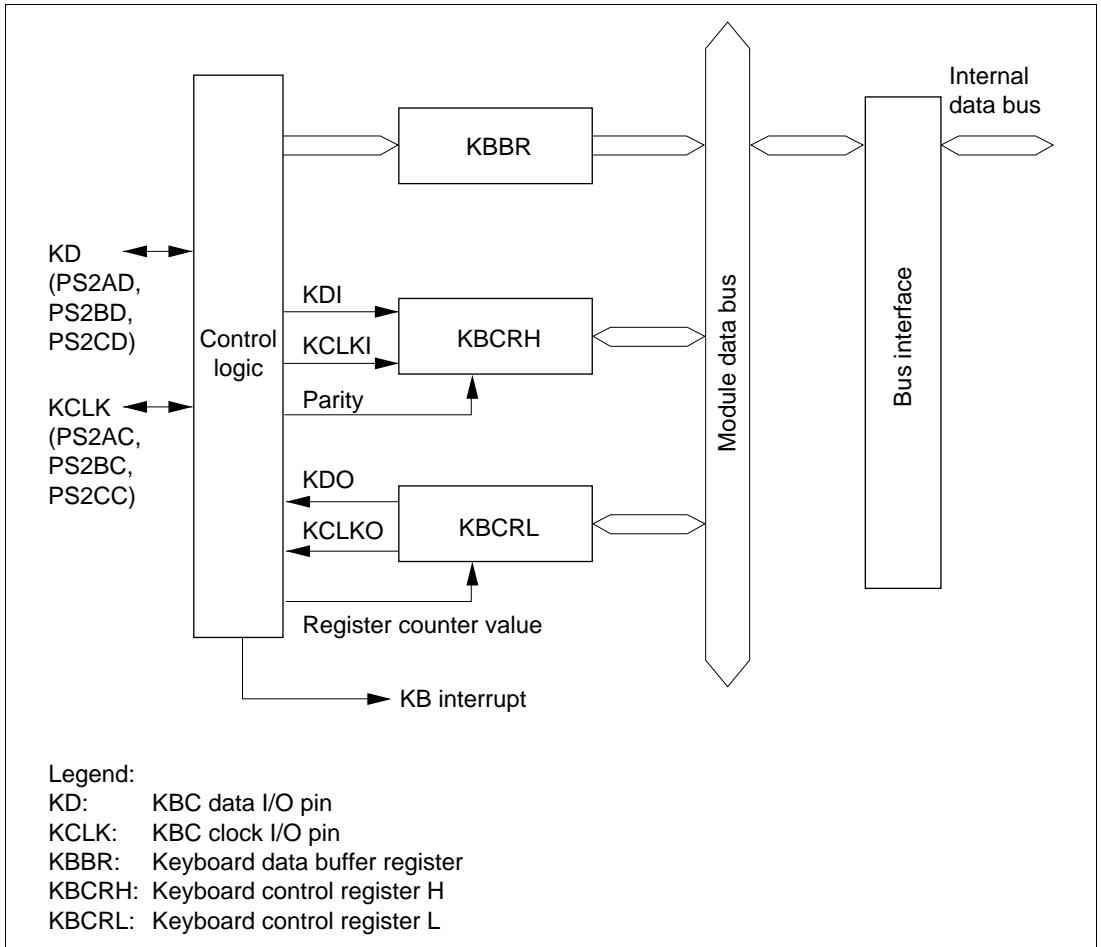 Internal
data bus
KBBR
KD
(PS2AD,
PS2BD,
PS2CD)
KCLK
(PS2AC,
PS2BC,
PS2CC)
Control
logic
KDI
KCLKI
Parity
KBCRH
KDO
KCLKO
KBCRL
Register counter value
KB interrupt
Module data bus
Bus interface
Legend:
KD: KBC data I/O pin
KCLK: KBC clock I/O pin
KBBR: Keyboard data buffer register
KBCRH: Keyboard control register H
KBCRL: Keyboard control register L